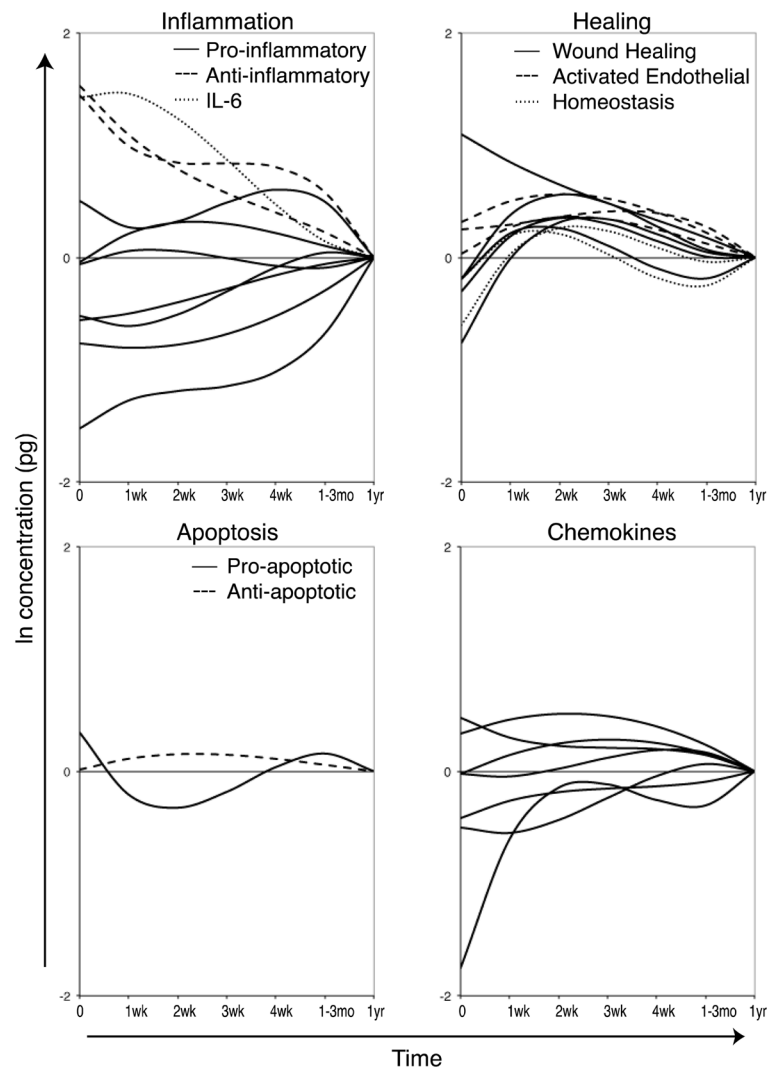 Inflammation
2
Pro-inflammatory
Anti-inflammatory
IL-6
0
-2
0 1wk 2wk 3wk 4wk 1-3mo 1yr
Healing
2
Wound Healing
Activated Endothelial
Homeostasis
0
-2
0 1wk 2wk 3wk 4wk 1-3mo 1yr
ln concentration (pg)
Apoptosis
2
Pro-apoptotic
Anti-apoptotic
0
-2
0 1wk 2wk 3wk 4wk 1-3mo 1yr
Chemokines
2
0
-2
0 1wk 2wk 3wk 4wk 1-3mo 1yr
Time